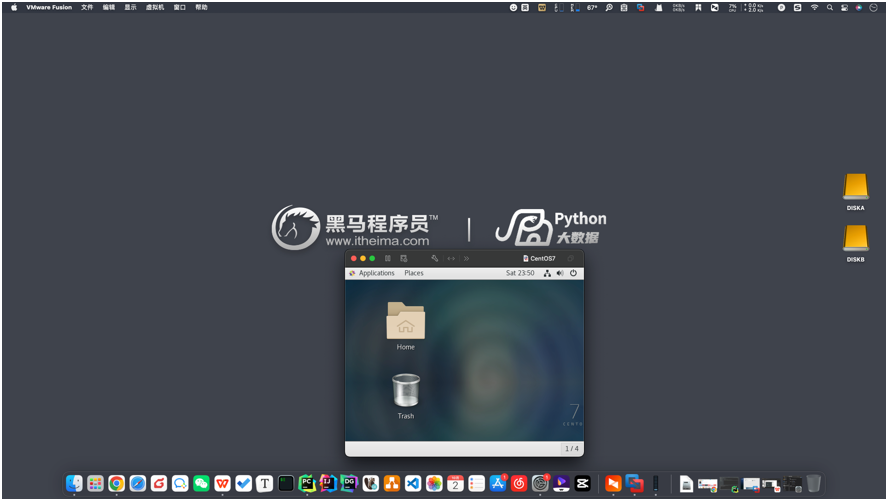 VMware Fusion 文件 编辑 显示 虚拟机 窗口 帮助
67°
7%
DISKA
黑马程序员™
www.itheima.com
Python
大数据
DISKB
CentOS7
Applications Places Sat 23:50
Home
Trash
7
CENTO
1 / 4